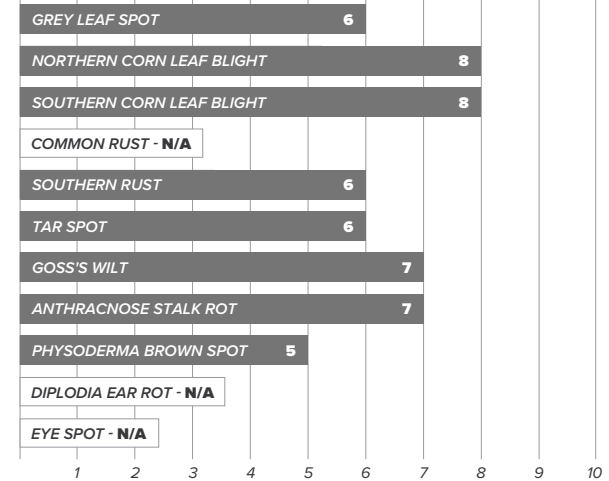 GREY LEAF SPOT 6
NORTHERN CORN LEAF BLIGHT 8
SOUTHERN CORN LEAF BLIGHT 8
COMMON RUST - N/A
SOUTHERN RUST 6
TAR SPOT 6
GOSS'S WILT 7
ANTHRACNOSE STALK ROT 7
PHYSODERMA BROWN SPOT 5
DIPLODIA EAR ROT - N/A
EYE SPOT - N/A
1 2 3 4 5 6 7 8 9 10